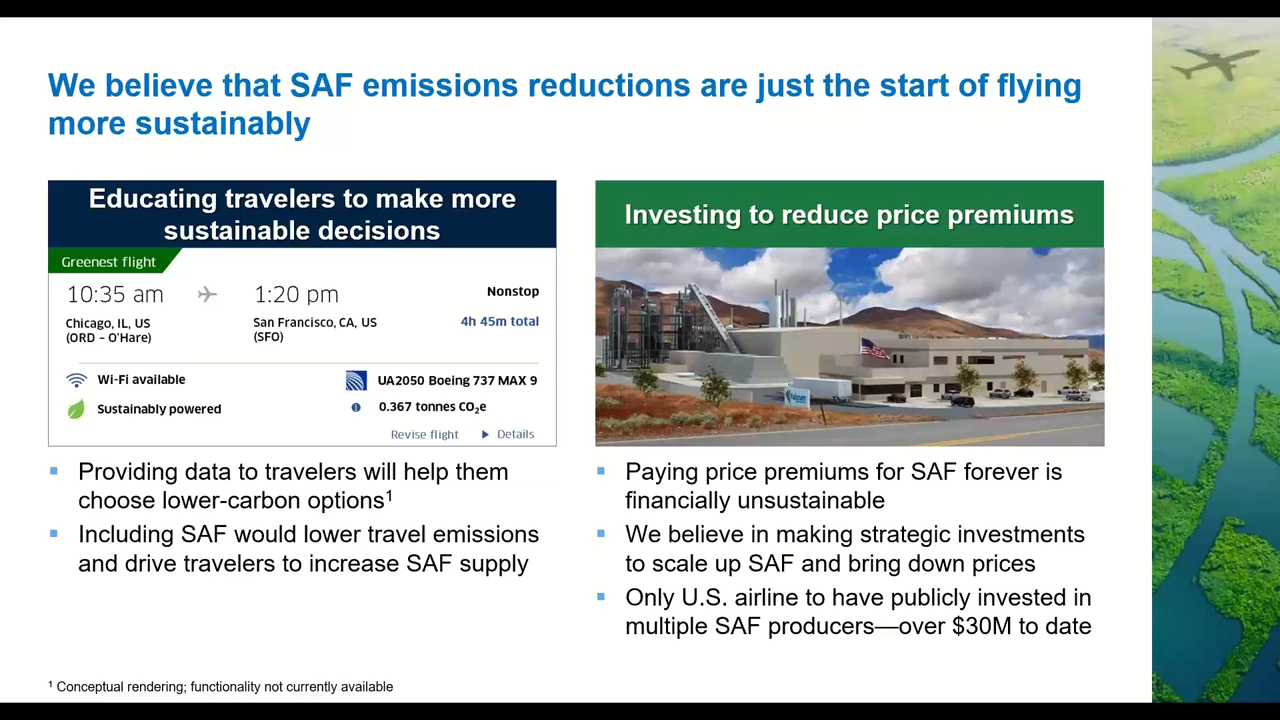 We believe that SAF emissions reductions are just the start of flying
more sustainably
Educating travelers to make more
sustainable decisions
Greenest flight
10:35 am
1:20 pm
Nonstop
Chicago, IL, US
(ORD – O'Hare)
San Francisco, CA, US
(SFO)
4h 45m total
Wi-Fi available
UA2050 Boeing 737 MAX 9
Sustainably powered
0.367 tonnes CO₂e
Revise flight
Details
Providing data to travelers will help them
choose lower-carbon options¹
Including SAF would lower travel emissions
and drive travelers to increase SAF supply
Investing to reduce price premiums
Paying price premiums for SAF forever is
financially unsustainable
We believe in making strategic investments
to scale up SAF and bring down prices
Only U.S. airline to have publicly invested in
multiple SAF producers—over $30M to date
¹ Conceptual rendering; functionality not currently available